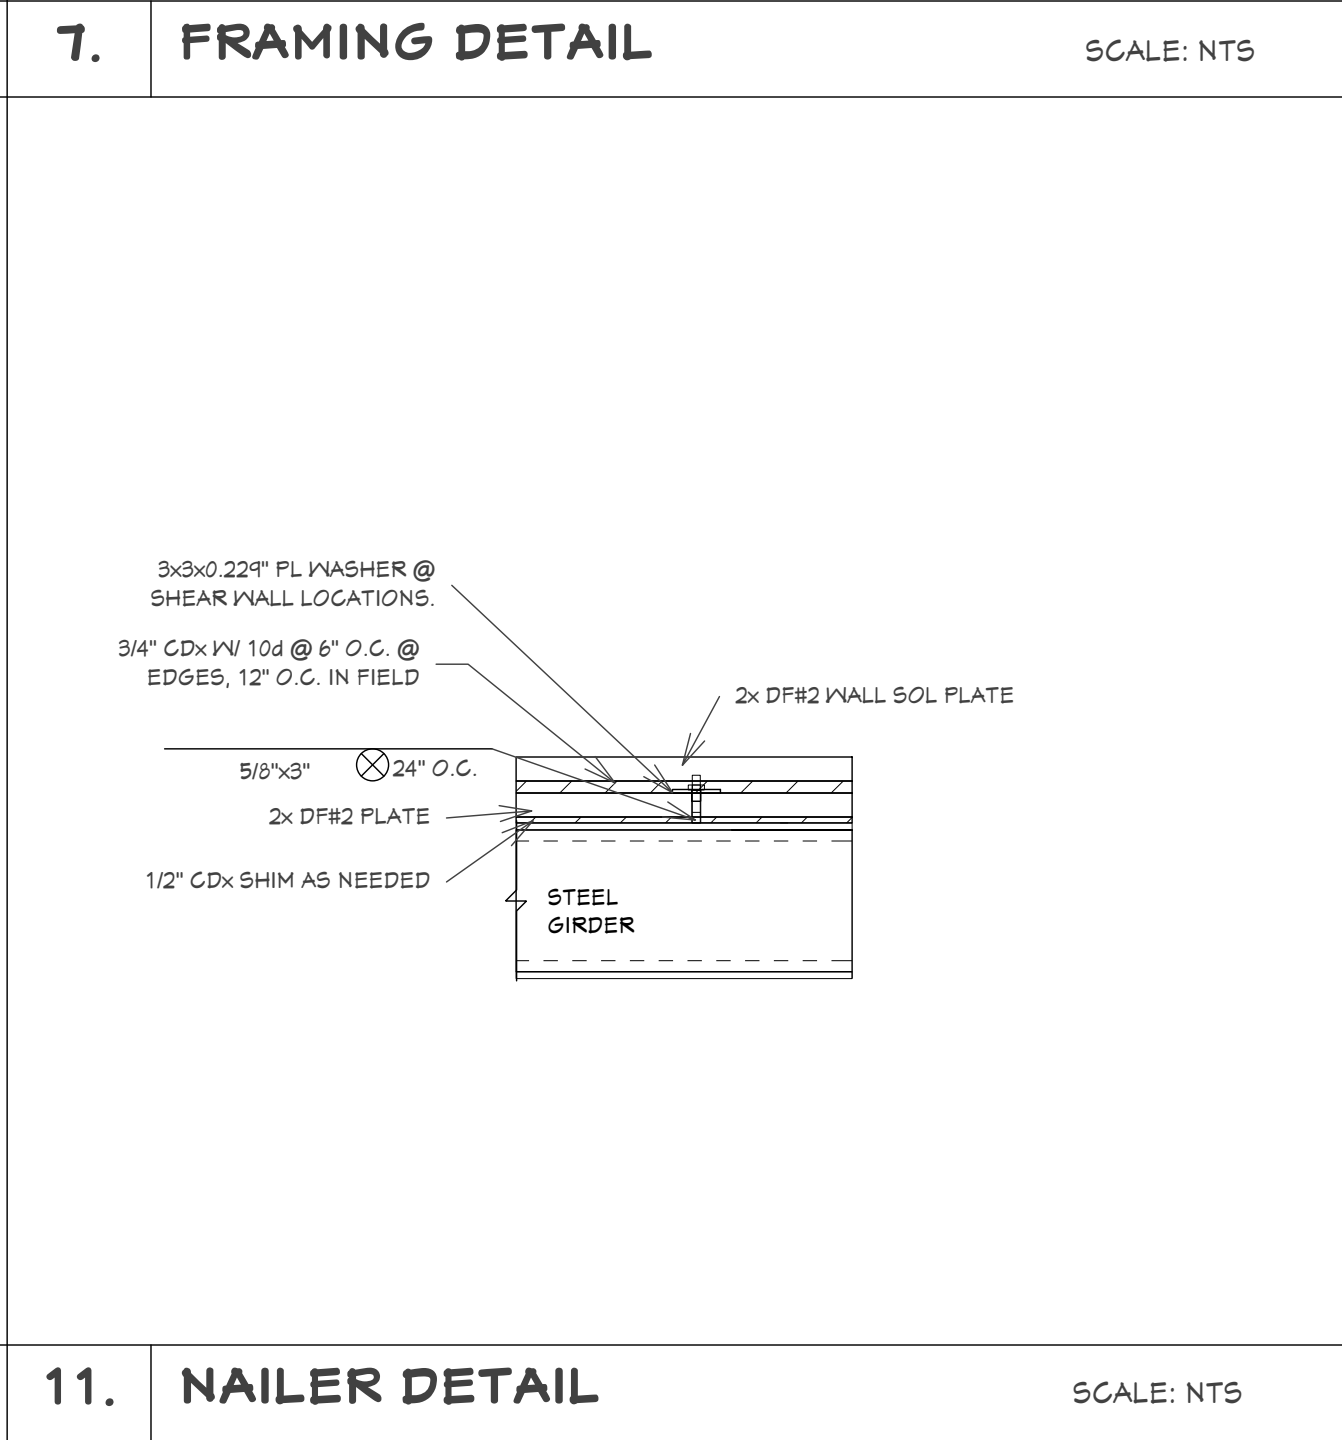 7. FRAMING DETAIL SCALE: NTS
3x3x0.229" PL WASHER @
SHEAR WALL LOCATIONS.
3/4" CDx W/ 10d @ 6" O.C. @
EDGES, 12" O.C. IN FIELD
2x DF#2 WALL SOL PLATE
5/8"x3" 24" O.C.
2x DF#2 PLATE
1/2" CDx SHIM AS NEEDED
STEEL
GIRDER
11. NAILER DETAIL SCALE: NTS